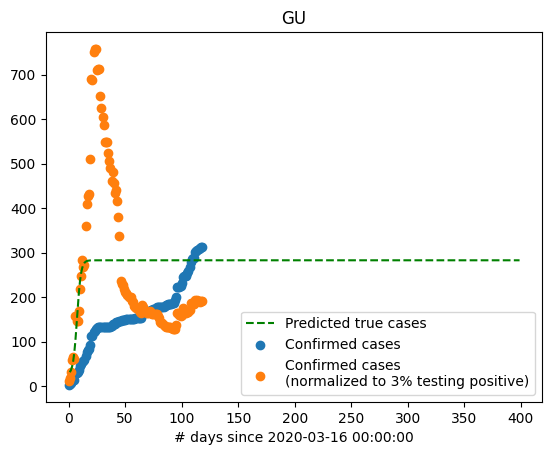 GU
700
600
500
400
300
200
100
0
Predicted true cases
Confirmed cases
Confirmed cases
(normalized to 3% testing positive)
0 50 100 150 200 250 300 350 400
# days since 2020-03-16 00:00:00